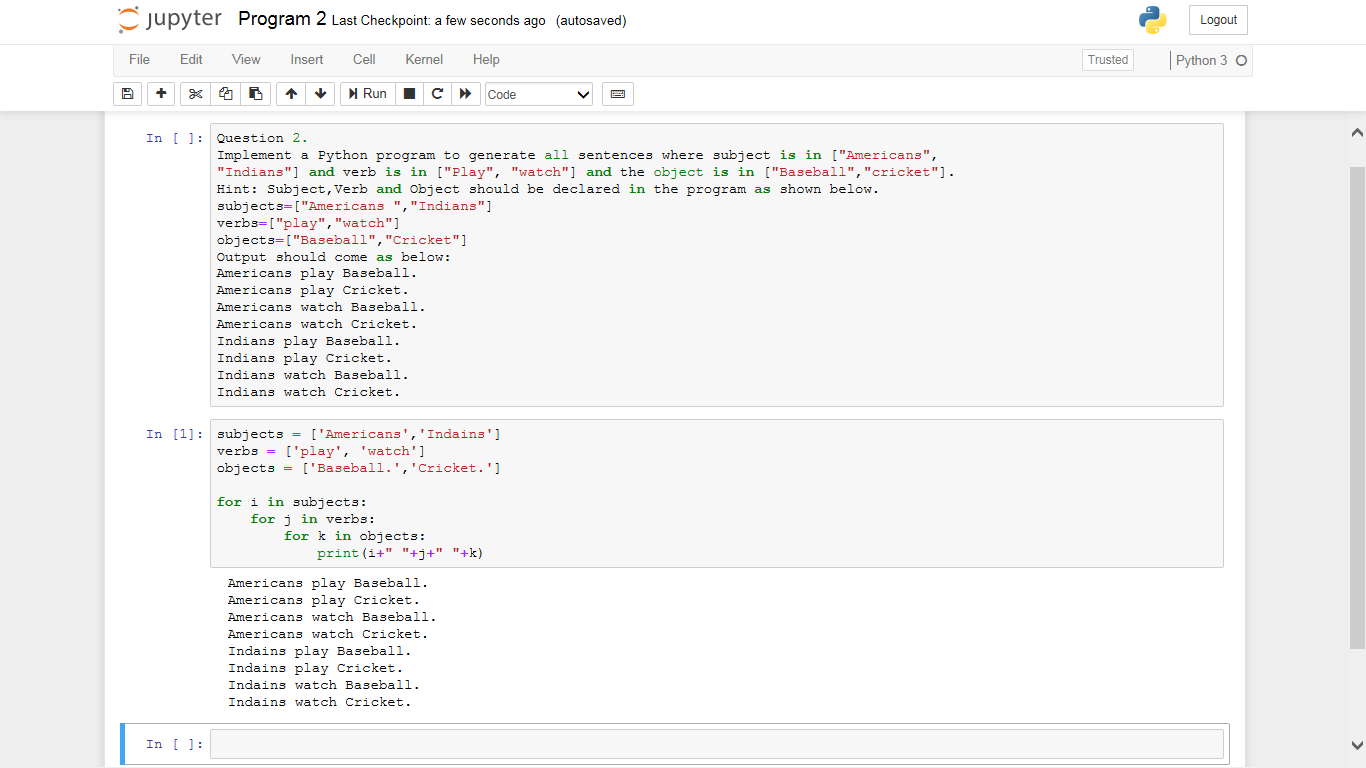 jupyter Program 2 Last Checkpoint: a few seconds ago (autosaved) Logout
File Edit View Insert Cell Kernel Help Trusted Python 3
Run Code
In [ ]: Question 2.
Implement a Python program to generate all sentences where subject is in ["Americans",
"Indians"] and verb is in ["Play", "watch"] and the object is in ["Baseball","cricket"].
Hint: Subject,Verb and Object should be declared in the program as shown below.
subjects=["Americans ","Indians"]
verbs=["play","watch"]
objects=["Baseball","Cricket"]
Output should come as below:
Americans play Baseball.
Americans play Cricket.
Americans watch Baseball.
Americans watch Cricket.
Indians play Baseball.
Indians play Cricket.
Indians watch Baseball.
Indians watch Cricket.
In [1]: subjects = ['Americans','Indains']
verbs = ['play', 'watch']
objects = ['Baseball.','Cricket.']
for i in subjects:
    for j in verbs:
        for k in objects:
            print(i+" "+j+" "+k)
Americans play Baseball.
Americans play Cricket.
Americans watch Baseball.
Americans watch Cricket.
Indains play Baseball.
Indains play Cricket.
Indains watch Baseball.
Indains watch Cricket.
In [ ]: